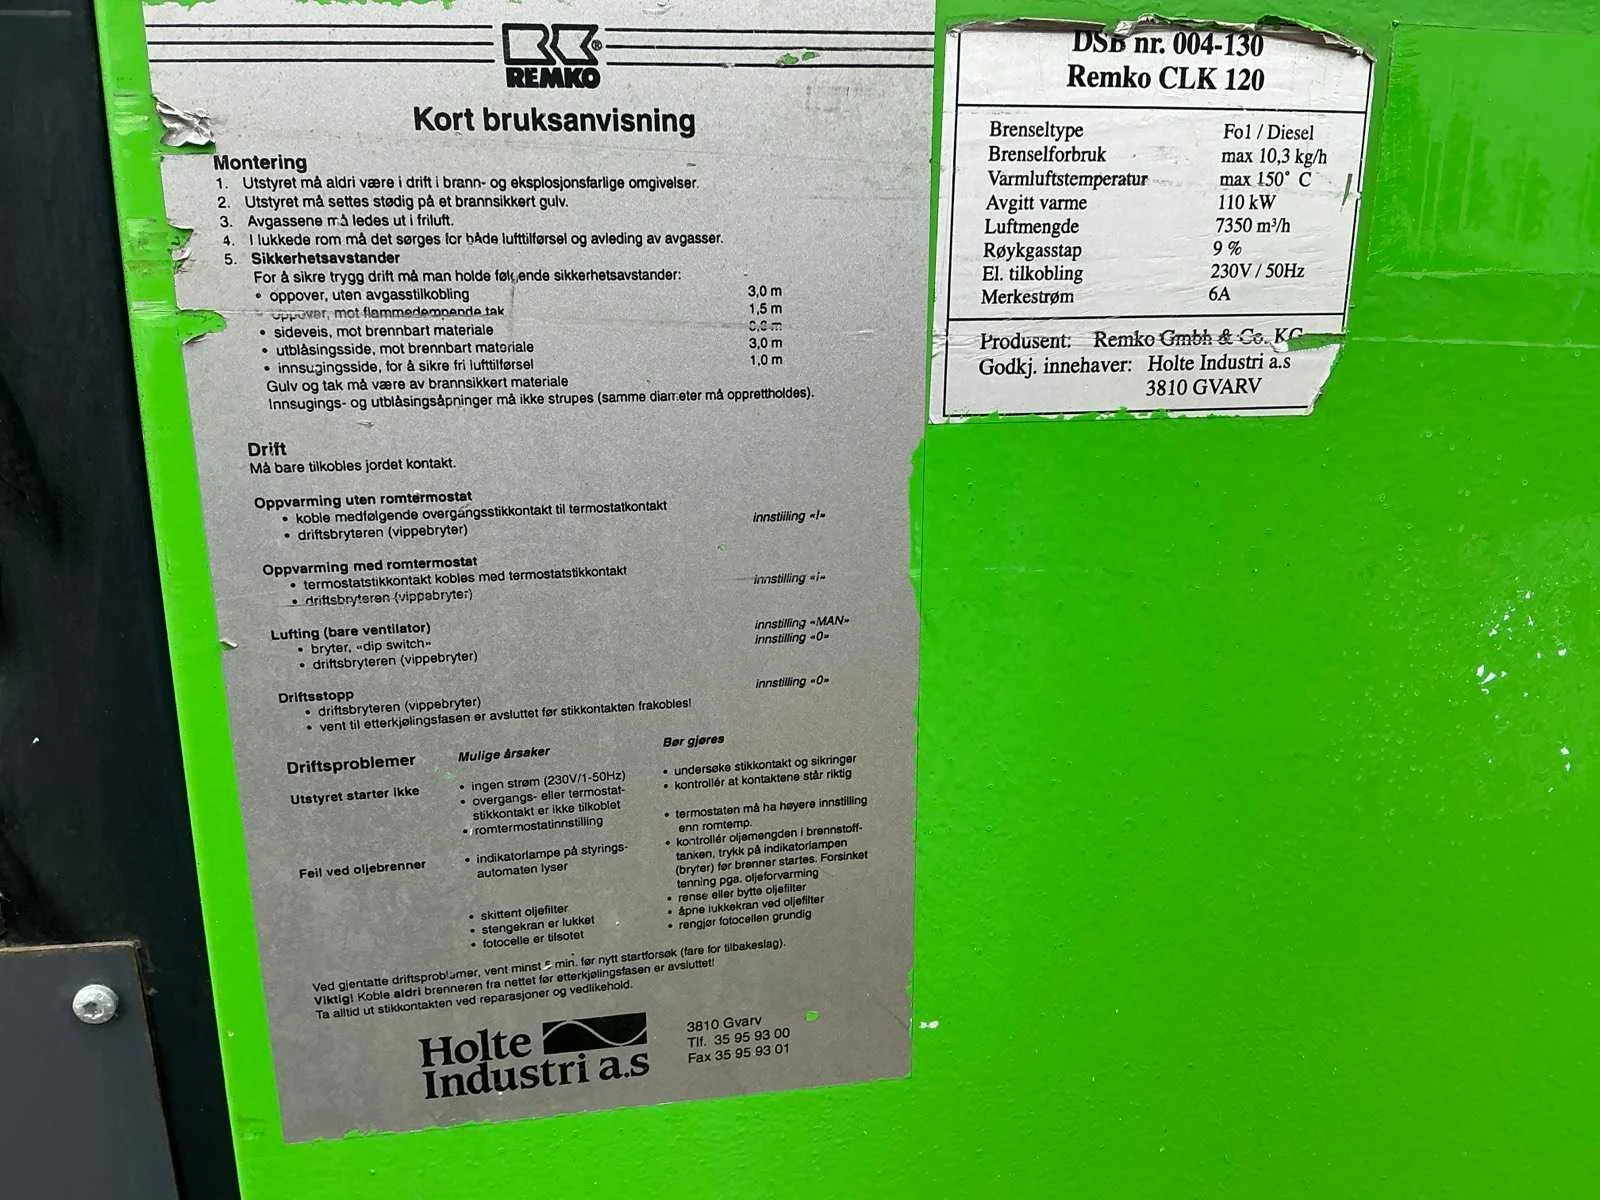 REMKO
Kort bruksanvisning
Montering
1. Utstyret må aldri være i drift i brann- og eksplosjonsfarlige omgivelser.
2. Utstyret må settes stødig på et brannsikkert gulv.
3. Avgassene må ledes ut i friluft.
4. I lukkede rom må det sørges for både lufttilførsel og avleding av avgasser.
5. Sikkerhetsavstander
For å sikre trygg drift må man holde følgende sikkerhetsavstander:
• oppover, uten avgasstilkobling 3,0 m
• oppover, mot flammedempende tak 1,5 m
• sideveis, mot brennbart materiale
• utblåsingsside, mot brennbart materiale 3,0 m
• innsugingsside, for å sikre fri lufttilførsel 1,0 m
Gulv og tak må være av brannsikkert materiale
Innsugings- og utblåsingsåpninger må ikke strupes (samme diameter må opprettholdes).
Drift
Må bare tilkobles jordet kontakt.
Oppvarming uten romtermostat
• koble medfølgende overgangsstikkontakt til termostatkontakt
• driftsbryteren (vippebryter) innstilling «I»
Oppvarming med romtermostat
• termostatstikkontakt kobles med termostatstikkontakt
• driftsbryteren (vippebryter) innstilling «i»
Lufting (bare ventilator)
• bryter, «dip switch» innstilling «MAN»
• driftsbryteren (vippebryter) innstilling «0»
Driftsstopp
• driftsbryteren (vippebryter) innstilling «0»
• vent til etterkjølingsfasen er avsluttet før stikkontakten frakobles!
Driftsproblemer Mulige årsaker Bør gjøres
Utstyret starter ikke • ingen strøm (230V/1-50Hz) • undersøke stikkontakt og sikringer
• overgangs- eller termostat- • kontrollér at kontaktene står riktig
stikkontakt er ikke tilkoblet
• romtermostatinnstilling • termostaten må ha høyere innstilling
enn romtemp.
Feil ved oljebrenner • indikatorlampe på styrings- • kontrollér oljemengden i brennstoff-
automaten lyser tanken, trykk på indikatorlampen
(bryter) før brenner startes. Forsinket
tenning pga. oljeforvarming
• skittent oljefilter • rense eller bytte oljefilter
• stengekran er lukket • åpne lukkekran ved oljefilter
• fotocelle er tilsotet • rengjør fotocellen grundig
Ved gjentatte driftsproblemer, vent minst 5 min. før nytt startforsøk (fare for tilbakeslag).
Viktig! Koble aldri brenneren fra nettet før etterkjølingsfasen er avsluttet!
Ta alltid ut stikkontakten ved reparasjoner og vedlikehold.
Holte
Industri a.s
3810 Gvarv
Tlf. 35 95 93 00
Fax 35 95 93 01
DSB nr. 004-130
Remko CLK 120
Brenseltype Fo1 / Diesel
Brenselforbruk max 10,3 kg/h
Varmluftstemperatur max 150° C
Avgitt varme 110 kW
Luftmengde 7350 m³/h
Røykgasstap 9 %
El. tilkobling 230V / 50Hz
Merkestrøm 6A
Produsent: Remko Gmbh & Co. KG
Godkj. innehaver: Holte Industri a.s
3810 GVARV